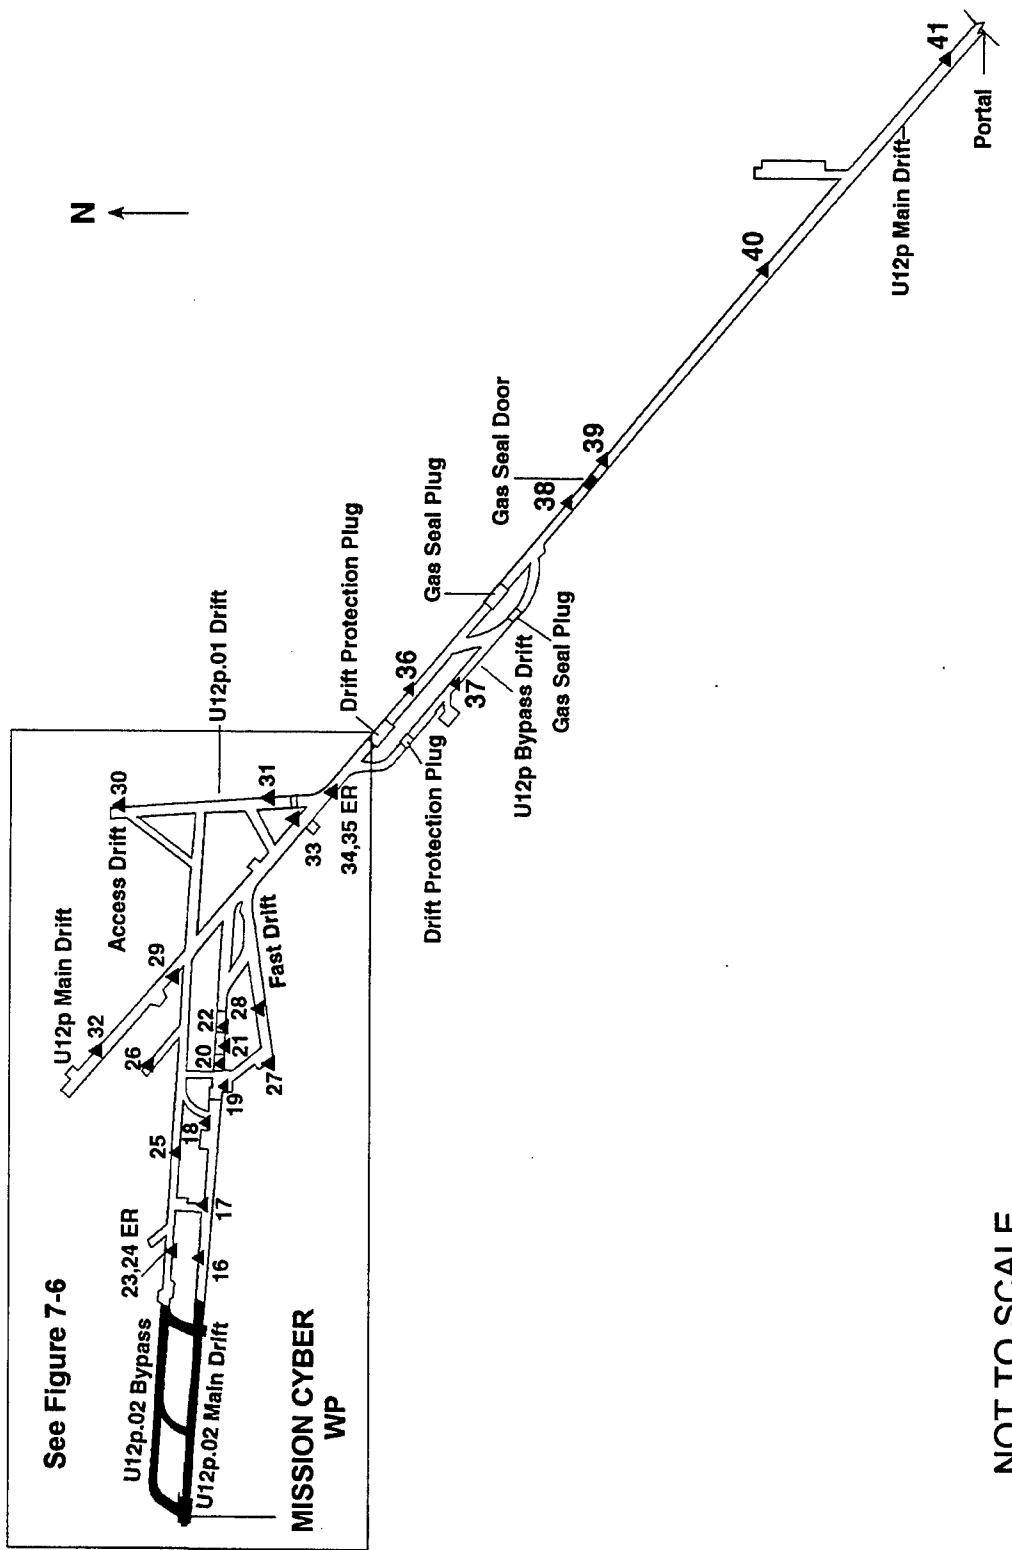 See Figure 7-6
U12p.02 Bypass
U12p.02 Main Drift
MISSION CYBER
WP
23,24 ER
16
17
25
18
19
20
21
22
26
27
28
Fast Drift
U12p Main Drift
32
29
Access Drift
30
31
U12p.01 Drift
33
34,35 ER
Drift Protection Plug
Drift Protection Plug
36
37
U12p Bypass Drift
Gas Seal Plug
Gas Seal Plug
Gas Seal Door
38
39
N
40
U12p Main Drift
41
Portal
NOT TO SCALE